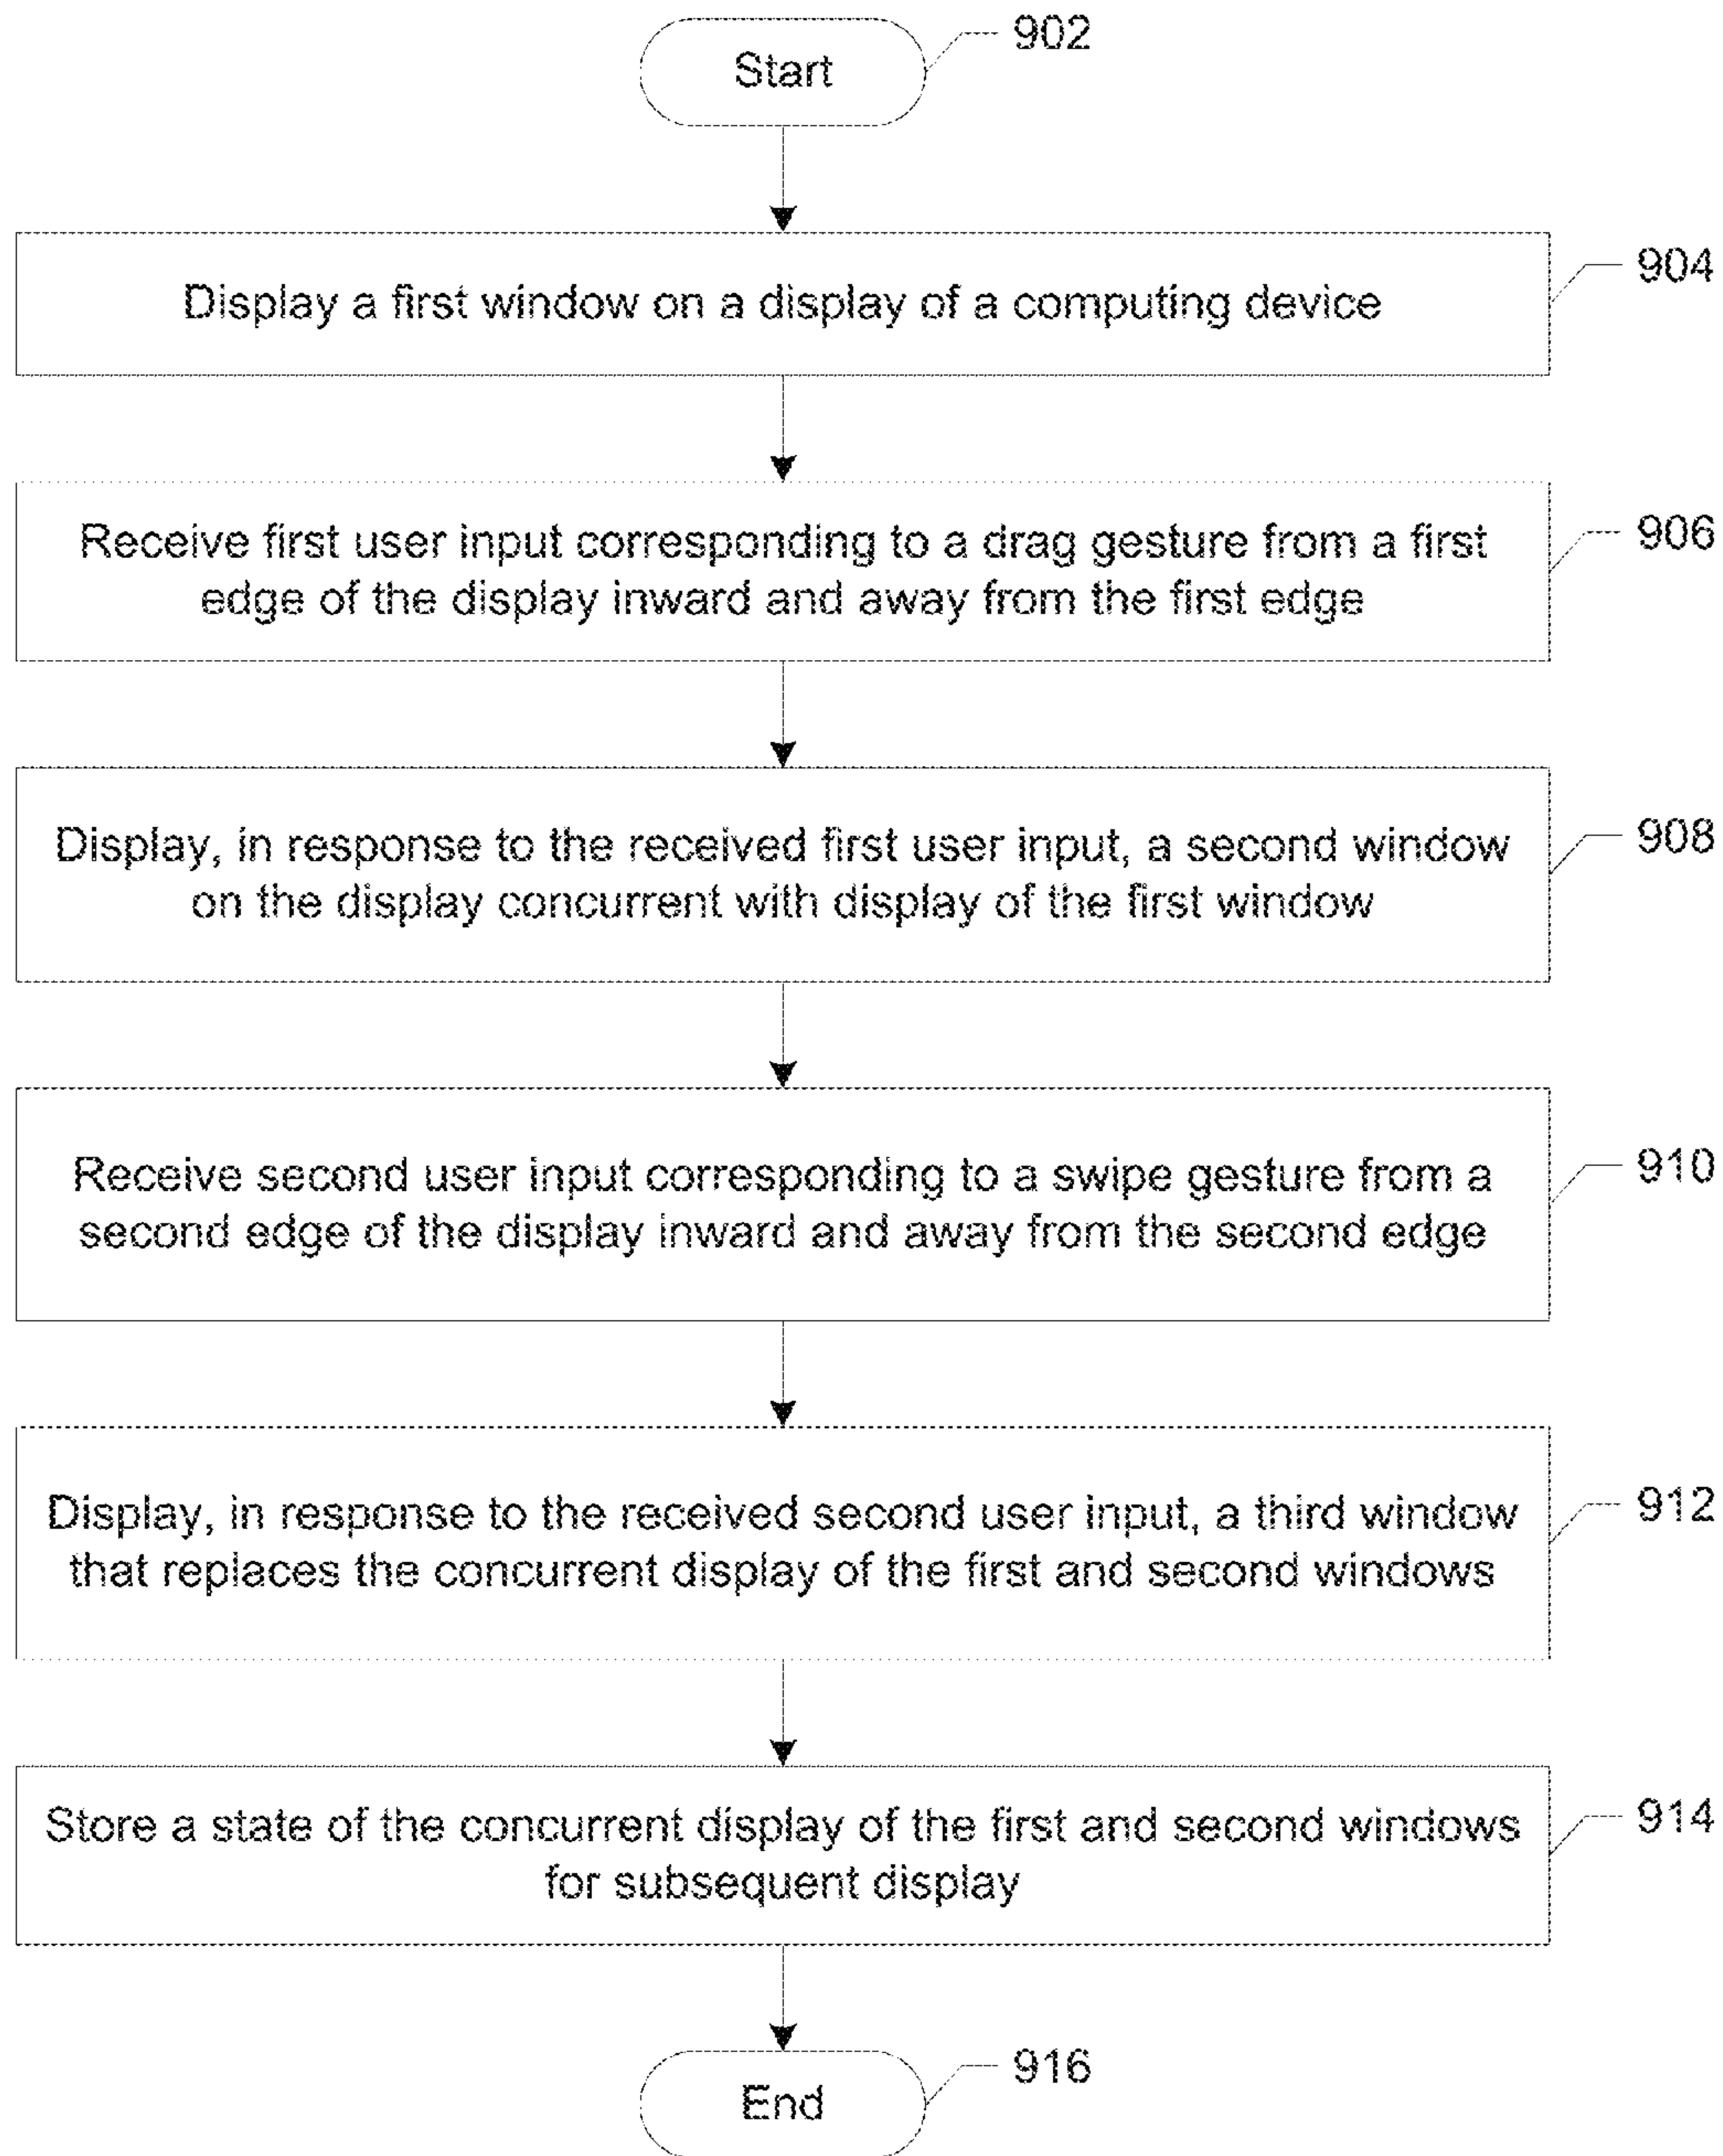 Start
902
Display a first window on a display of a computing device
904
Receive first user input corresponding to a drag gesture from a first
edge of the display inward and away from the first edge
906
Display, in response to the received first user input, a second window
on the display concurrent with display of the first window
908
Receive second user input corresponding to a swipe gesture from a
second edge of the display inward and away from the second edge
910
Display, in response to the received second user input, a third window
that replaces the concurrent display of the first and second windows
912
Store a state of the concurrent display of the first and second windows
for subsequent display
914
End
916